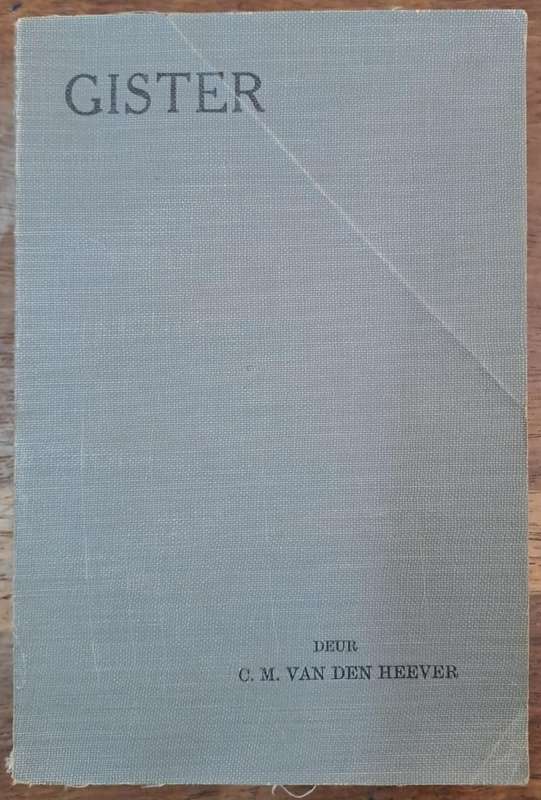 GISTER
DEUR
C. M. VAN DEN HEEVER